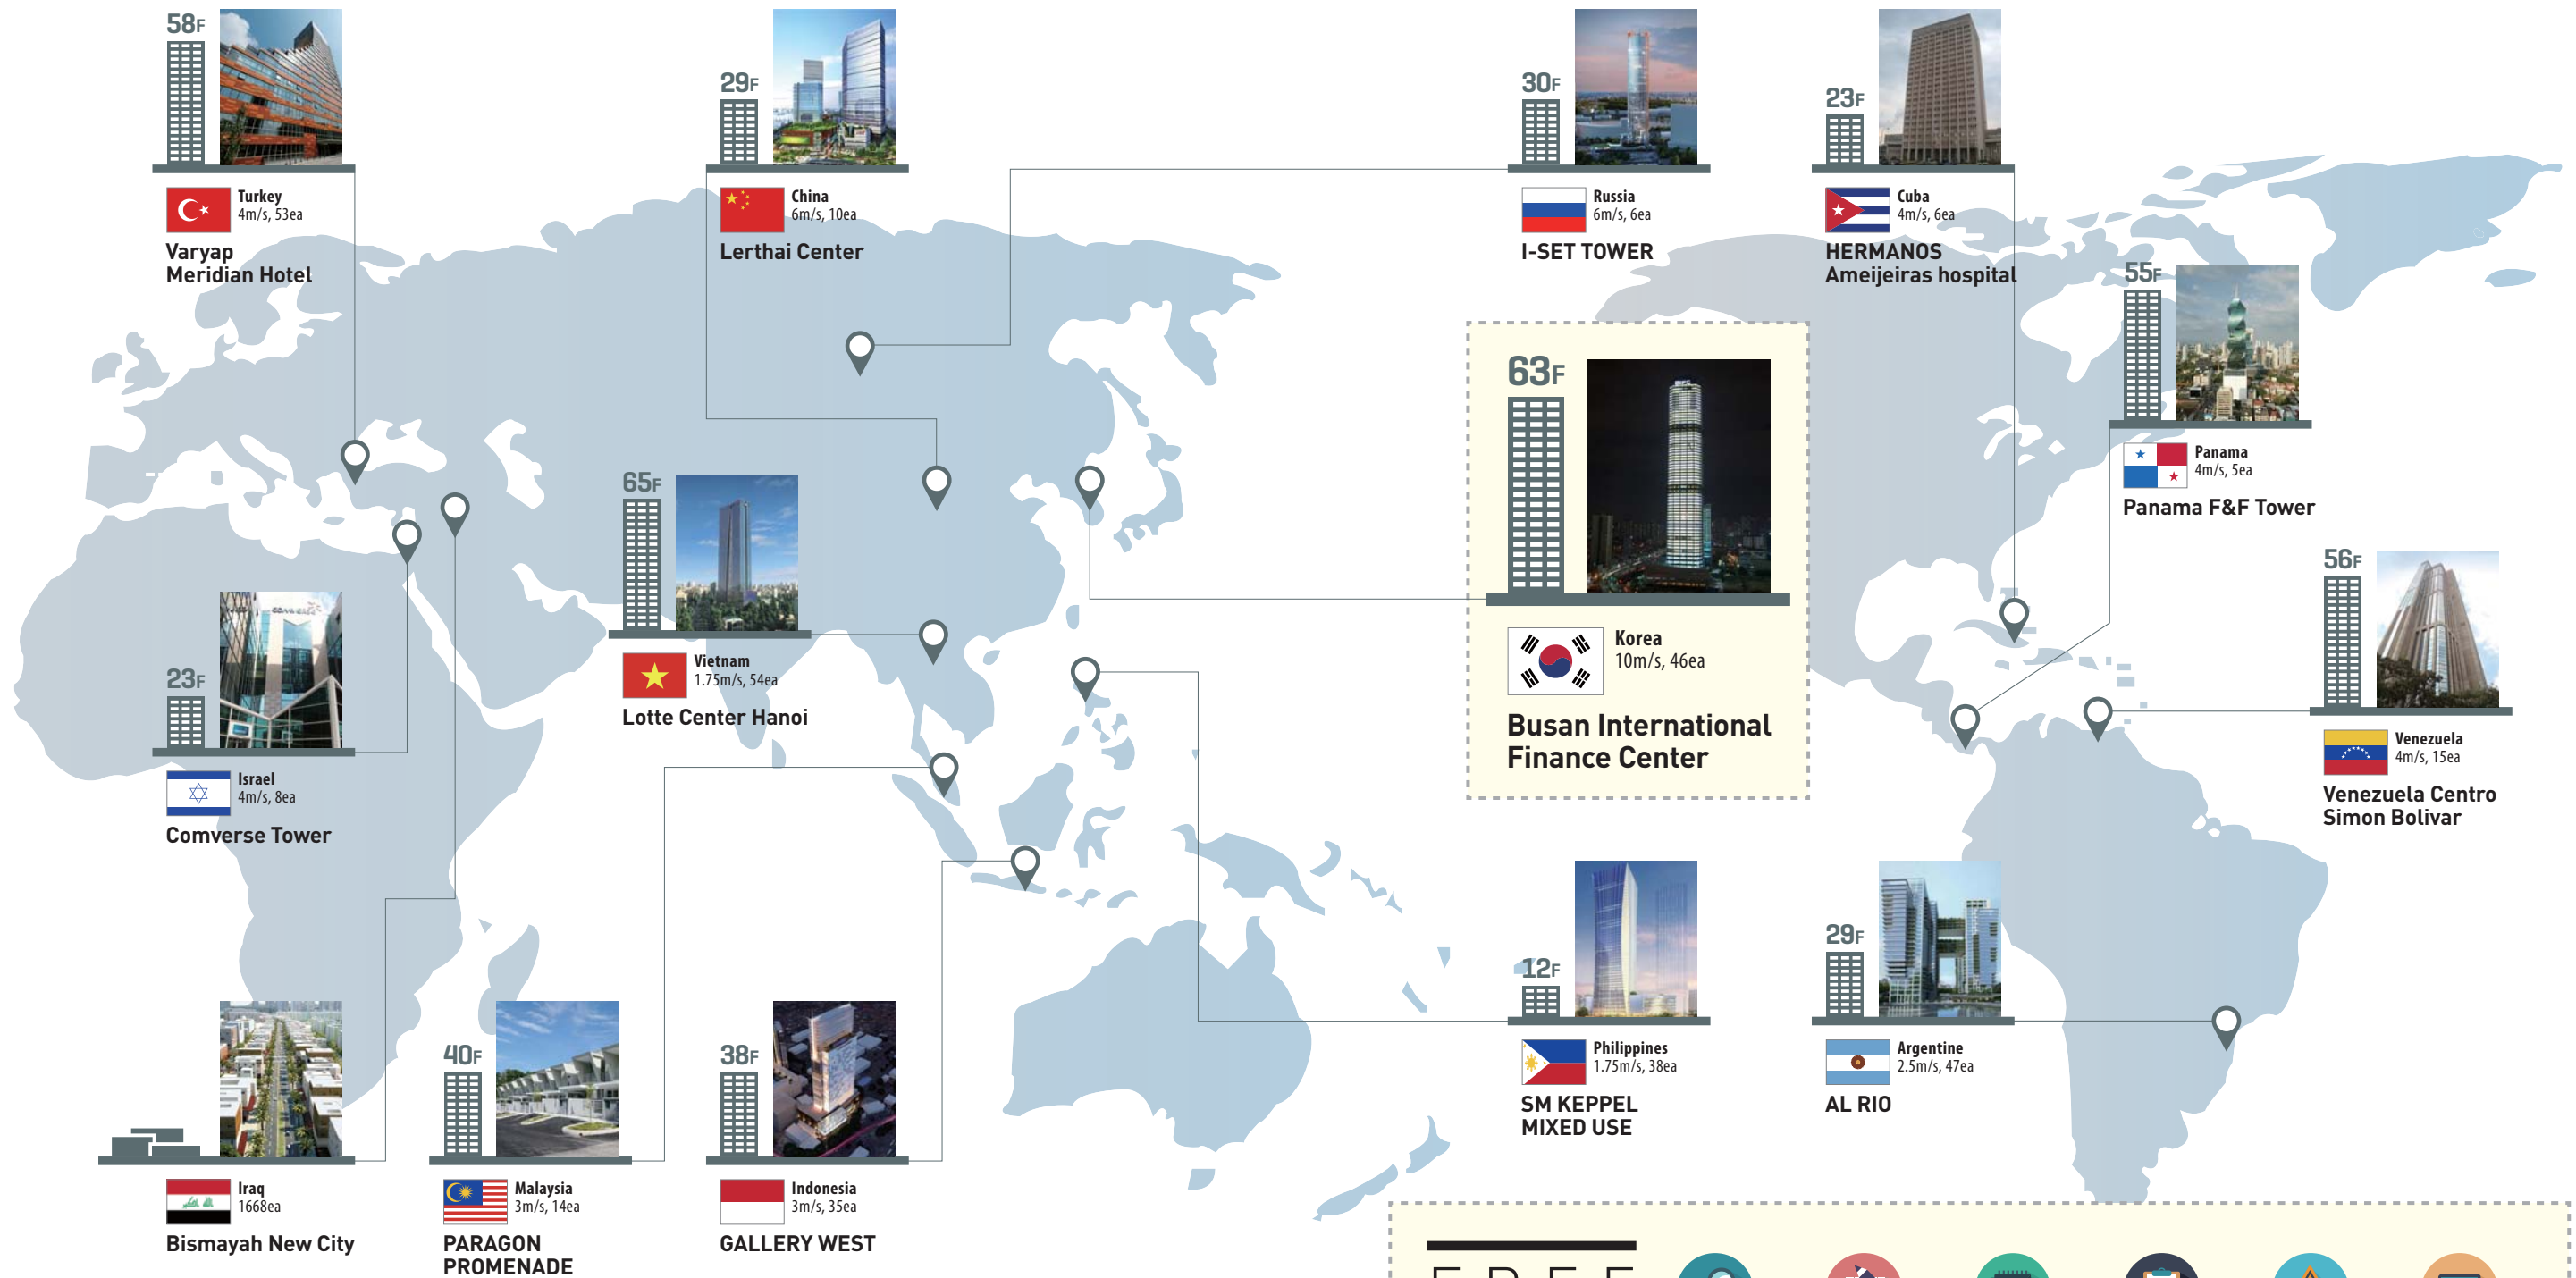 58F
Turkey
4m/s, 53ea
Varyap
Meridian Hotel
29F
China
6m/s, 10ea
Lerthai Center
30F
Russia
6m/s, 6ea
I-SET TOWER
23F
Cuba
4m/s, 6ea
HERMANOS
Ameijeiras hospital
55F
Panama
4m/s, 5ea
Panama F&F Tower
63F
Korea
10m/s, 46ea
Busan International
Finance Center
65F
Vietnam
1.75m/s, 54ea
Lotte Center Hanoi
56F
Venezuela
4m/s, 15ea
Venezuela Centro
Simon Bolivar
23F
Israel
4m/s, 8ea
Comverse Tower
12F
Philippines
1.75m/s, 38ea
SM KEPPEL
MIXED USE
29F
Argentine
2.5m/s, 47ea
AL RIO
Iraq
1668ea
Bismayah New City
40F
Malaysia
3m/s, 14ea
PARAGON
PROMENADE
38F
Indonesia
3m/s, 35ea
GALLERY WEST